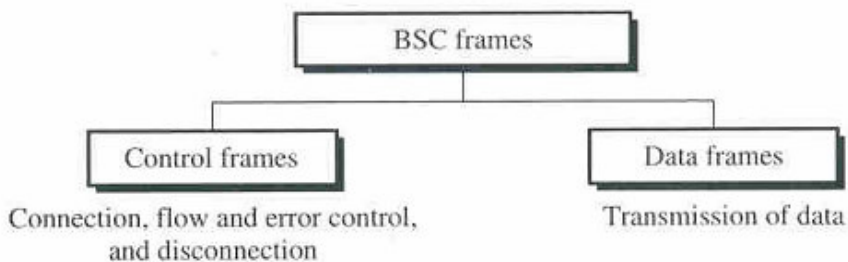 BSC frames
Control frames
Data frames
Connection, flow and error control,
and disconnection
Transmission of data